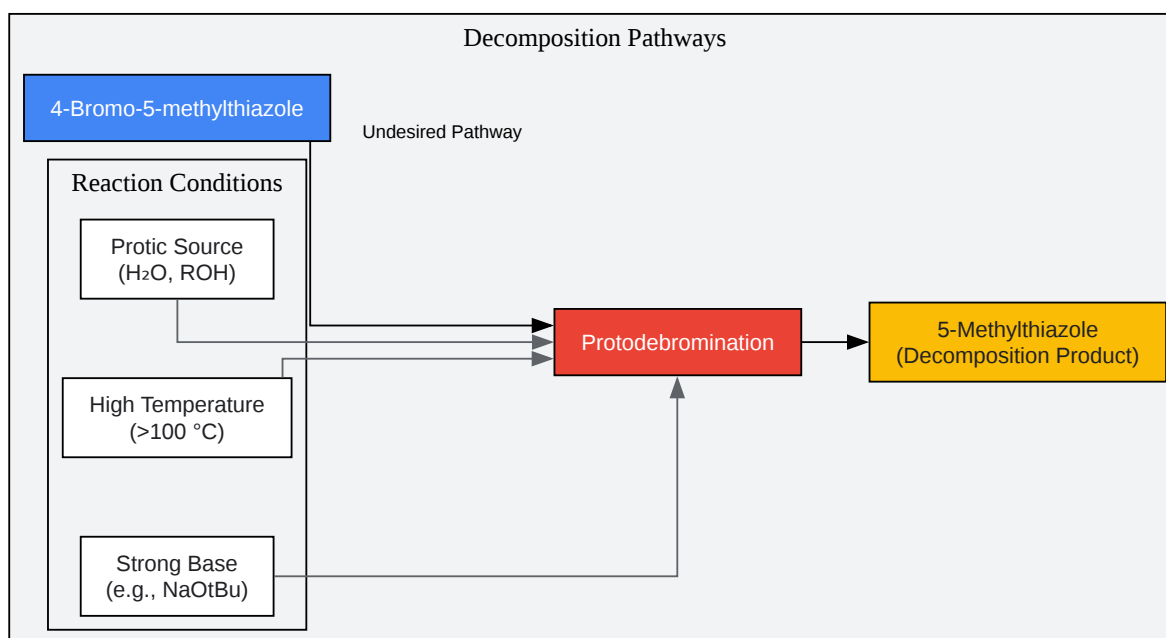 Decomposition Pathways
4-Bromo-5-methylthiazole
Undesired Pathway
Reaction Conditions
Protic Source
(H₂O, ROH)
High Temperature
(>100 °C)
Strong Base
(e.g., NaOtBu)
Protodebromination
5-Methylthiazole
(Decomposition Product)